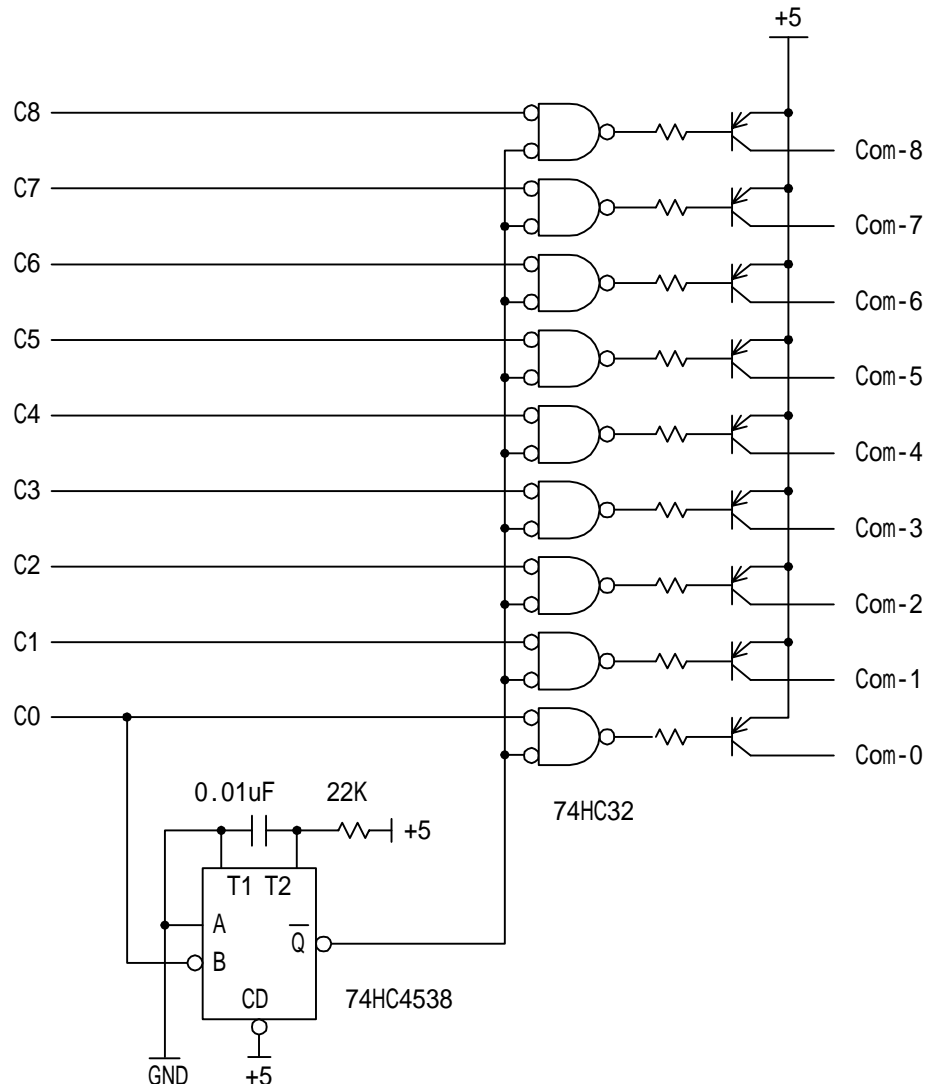 +5
C8
Com-8
C7
Com-7
C6
Com-6
C5
Com-5
C4
Com-4
C3
Com-3
C2
Com-2
C1
Com-1
C0
Com-0
0.01uF 22K
74HC32
+5
T1 T2
A
Q
B
CD
74HC4538
GND
+5